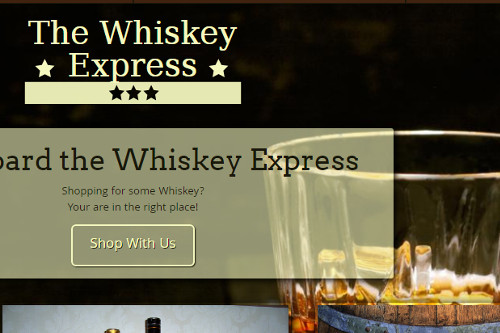 The Whiskey
Express
oard the Whiskey Express
Shopping for some Whiskey?
Your are in the right place!
Shop With Us